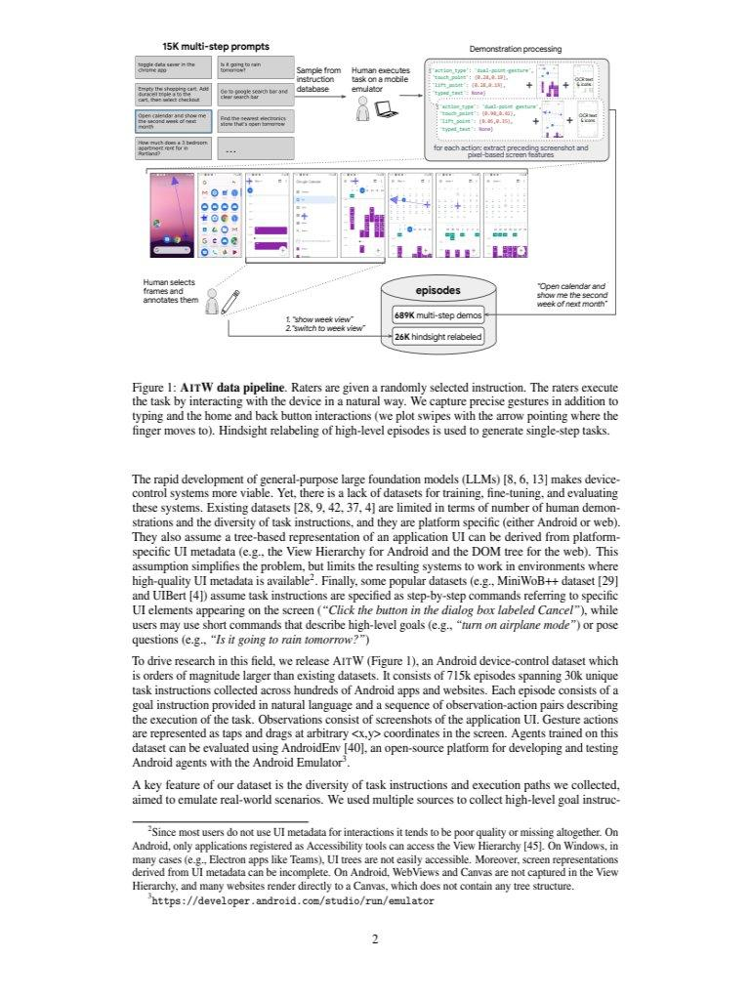 15K multi-step prompts
toggle data saver in the
chrome app
Is it going to rain
tomorrow?
Empty the shopping cart. Add
duracell triple a to the
cart, then select checkout
Go to google search bar and
clear search bar
Open calendar and show me
the second week of next
month
Find the nearest electronics
store that's open tomorrow
How much does a 3 bedroom
apartment rent for in
Portland?
...
Sample from
instruction
database
Human executes
task on a mobile
emulator
Demonstration processing
'action_type': 'dual-point-gesture',
'touch_point': {0.28,0.19},
'lift_point': {0.28,0.19},
'typed_text': None}
+
+
OCR text
& icons
'action_type': 'dual-point gesture',
'touch_point':
'lift_point':
'typed_text': None}
+
+
OCR text
& icons
for each action: extract preceding screenshot and
pixel-based screen features
Google Calendar
Human selects
frames and
annotates them
1. "show week view"
2."switch to week view"
episodes
689K multi-step demos
26K hindsight relabeled
"Open calendar and
show me the second
week of next month"
Figure 1: AITW data pipeline. Raters are given a randomly selected instruction. The raters execute
the task by interacting with the device in a natural way. We capture precise gestures in addition to
typing and the home and back button interactions (we plot swipes with the arrow pointing where the
finger moves to). Hindsight relabeling of high-level episodes is used to generate single-step tasks.
The rapid development of general-purpose large foundation models (LLMs) [8, 6, 13] makes device-
control systems more viable. Yet, there is a lack of datasets for training, fine-tuning, and evaluating
these systems. Existing datasets [28, 9, 42, 37, 4] are limited in terms of number of human demon-
strations and the diversity of task instructions, and they are platform specific (either Android or web).
They also assume a tree-based representation of an application UI can be derived from platform-
specific UI metadata (e.g., the View Hierarchy for Android and the DOM tree for the web). This
assumption simplifies the problem, but limits the resulting systems to work in environments where
high-quality UI metadata is available2. Finally, some popular datasets (e.g., MiniWoB++ dataset [29]
and UIBert [4]) assume task instructions are specified as step-by-step commands referring to specific
UI elements appearing on the screen (“Click the button in the dialog box labeled Cancel”), while
users may use short commands that describe high-level goals (e.g., “turn on airplane mode”) or pose
questions (e.g., “Is it going to rain tomorrow?”)
To drive research in this field, we release AITW (Figure 1), an Android device-control dataset which
is orders of magnitude larger than existing datasets. It consists of 715k episodes spanning 30k unique
task instructions collected across hundreds of Android apps and websites. Each episode consists of a
goal instruction provided in natural language and a sequence of observation-action pairs describing
the execution of the task. Observations consist of screenshots of the application UI. Gesture actions
are represented as taps and drags at arbitrary <x,y> coordinates in the screen. Agents trained on this
dataset can be evaluated using AndroidEnv [40], an open-source platform for developing and testing
Android agents with the Android Emulator3.
A key feature of our dataset is the diversity of task instructions and execution paths we collected,
aimed to emulate real-world scenarios. We used multiple sources to collect high-level goal instruc-
2Since most users do not use UI metadata for interactions it tends to be poor quality or missing altogether. On
Android, only applications registered as Accessibility tools can access the View Hierarchy [45]. On Windows, in
many cases (e.g., Electron apps like Teams), UI trees are not easily accessible. Moreover, screen representations
derived from UI metadata can be incomplete. On Android, WebViews and Canvas are not captured in the View
Hierarchy, and many websites render directly to a Canvas, which does not contain any tree structure.
3https://developer.android.com/studio/run/emulator
2